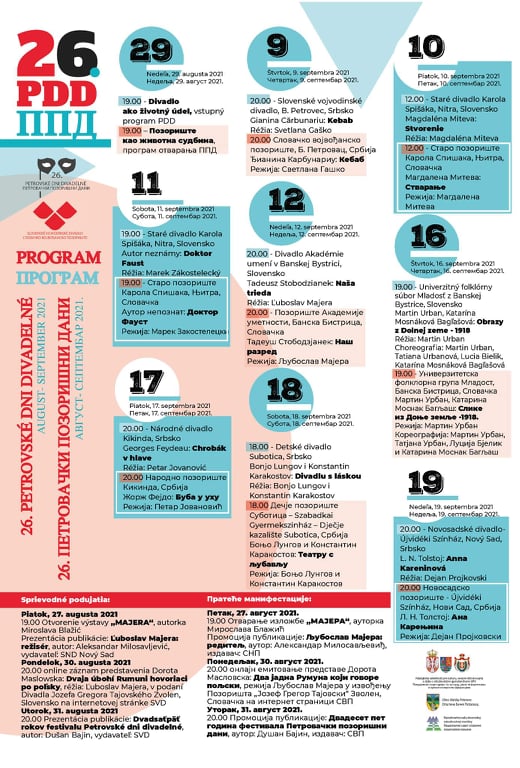 26.
PDD
ППД
26.
PETROVSKÉ DNI DIVADELNÉ
ПЕТРОВАЧКИ ПОЗОРИШНИ ДАНИ
PROGRAM
ПРОГРАМ
26. PETROVSKÉ DNI DIVADELNÉ
AUGUST- SEPTEMBER 2021
26. ПЕТРОВАЧКИ ПОЗОРИШНИ ДАНИ
АВГУСТ- СЕПТЕМБАР 2021.
29
Nedeľa, 29. augusta 2021
Недеља, 29. август 2021.
19.00 - Divadlo
ako životný údel, vstupný
program PDD
19.00 – Позориште
као животна судбина,
програм отварања ППД
9
Štvrtok, 9. septembra 2021
Четвртак, 9. септембар 2021.
20.00 - Slovenské vojvodinské
divadlo, B. Petrovec, Srbsko
Gianina Cărbunariu: Kebab
Réžia: Svetlana Gaško
20.00 Словачко војвођанско
позориште, Б. Петровац, Србија
Ђианина Карбунариу: Кебаб
Режија: Светлана Гашко
10
Piatok, 10. septembra 2021
Петак, 10. септембар 2021.
12.00 - Staré divadlo Karola
Spišáka, Nitra, Slovensko
Magdaléna Miteva:
Stvorenie
Réžia: Magdaléna Miteva
12.00 - Старо позориште
Карола Спишака, Њитра,
Словачка
Магдалена Митева:
Стварање
Режија: Магдалена
Митева
11
Sobota, 11. septembra 2021
Субота, 11. септембар 2021.
19.00 - Staré divadlo Karola
Spišáka, Nitra, Slovensko
Autor neznámy: Doktor
Faust
Réžia: Marek Zákostelecký
19.00 - Старо позориште
Карола Спишака, Њитра,
Словачка
Аутор непознат: Доктор
Фауст
Режија: Марек Закостелецки
12
Nedeľa, 12. septembra 2021
Недеља, 12. септембар 2021.
20.00 - Divadlo Akadémie
umení v Banskej Bystrici,
Slovensko
Tadeusz Slobodzianek: Naša
trieda
Réžia: Ľuboslav Majera
20.00 - Позориште Академије
уметности, Банска Бистрица,
Словачка
Тадеуш Слободзјанек: Наш
разред
Режија: Љубослав Мајера
16
Štvrtok, 16. septembra 2021
Четвртак, 16. септембар 2021.
19.00- Univerzitný folklórny
súbor Mladosť z Banskej
Bystrice, Slovensko
Martin Urban, Katarína
Mosnáková Bagľašová: Obrazy
z Dolnej zeme - 1918
Réžia: Martin Urban
Choreografia: Martin Urban,
Tatiana Urbanová, Lucia Bielik,
Katarína Mosnáková Bagľašová
19.00 - Универзитетска
фолклорна група Младост,
Банска Бистрица, Словачка
Мартин Урбан, Катарина
Моснак Багљаш: Слике
из Доње земље -1918.
Режија: Мартин Урбан
Кореографија: Мартин Урбан,
Татјана Урбан, Луција Бјелик
и Катарина Моснак Багљаш
17
Piatok, 17. septembra 2021
Петак, 17. септембар 2021.
20.00 - Národné divadlo
Kikinda, Srbsko
Georges Feydeau: Chrobák
v hlave
Réžia: Petar Jovanović
20.00 Народно позориште
Кикинда, Србија
Жорж Фејдо: Буба у уху
Режија: Петар Јовановић
18
Sobota, 18. septembra 2021
Субота, 18. септембар 2021.
18.00 - Detské divadlo
Subotica, Srbsko
Bonjo Lungov i Konstantin
Karakostov: Divadlu s láskou
Réžia: Bonjo Lungov i
Konstantin Karakostov
18.00 Дечје позориште
Суботица – Szabadkai
Gyermekszínház – Dječje
kazalište Subotica, Србија
Боњо Лунгов и Константин
Каракостов: Театру с
љубављу
Режија: Боњо Лунгов и
Константин Каракостов
19
Nedeľa, 19. septembra 2021
Недеља, 19. септембар 2021.
20.00 - Novosadské divadlo-
Újvidéki Színház, Nový Sad,
Srbsko
L. N. Tolstoj: Anna
Kareninová
Réžia: Dejan Projkovski
20.00 Новосадско
позориште - Újvidéki
Színház, Нови Сад, Србија
Л. Н. Толстој: Ана
Карењина
Режија: Дејан Пројковски
Sprievodné podujatia:
Piatok, 27. augusta 2021
19.00 Otvorenie výstavy „МАЈЕРА", autorka
Miroslava Blažić
Prezentácia publikácie: Ľuboslav Majera:
režisér, autor: Aleksandar Milosavljević,
vydavateľ: SND Nový Sad
Pondelok, 30. augusta 2021
20.00 online záznam predstavenia Dorota
Maslowska: Dvaja úbohí Rumuni hovoriaci
po poľsky, réžia: Ľuboslav Majera, v podaní
Divadla Jozefa Gregora Tajovského Zvolen,
Slovensko na internetovej stránke SVD
Utorok, 31. augusta 2021
20.00 Prezentácia publikácie: Dvadsaťpäť
rokov festivalu Petrovské dni divadelné,
autor: Dušan Bajin, vydavateľ: SVD
Пратеће манифестације:
Петак, 27. август 2021.
19.00 Отварање изложбе „МАЈЕРА", ауторка
Мирослава Блажић
Промоција публикације: Љубослав Мајера:
редитељ, аутор: Александар Милосављевић,
издавач: СНП
Понедељак, 30. август 2021.
20.00 онлајн емитовање представе Дорота
Масловска: Два јадна Румуна који говоре
пољски, режија: Љубослав Мајера у извођењу
Позоришта „Јозеф Грегор Тајовски" Зволен,
Словачка на интернет страници СВП
Уторак, 31. август 2021.
20.00 Промоција публикације: Двадесет пет
година фестивала Петровачки позоришни
дани, аутор: Душан Бајин, издавач: СВП